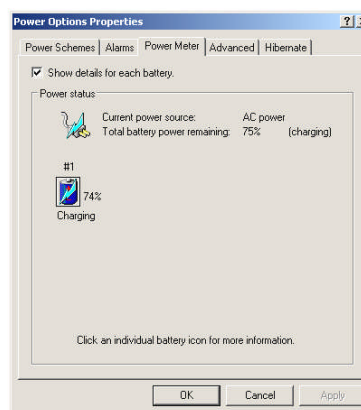 Power Options Properties
Power Schemes Alarms Power Meter Advanced Hibernate
Show details for each battery.
Power status
Current power source: AC power
Total battery power remaining: 75% (charging)
#1
74%
Charging
Click an individual battery icon for more information.
OK Cancel Apply